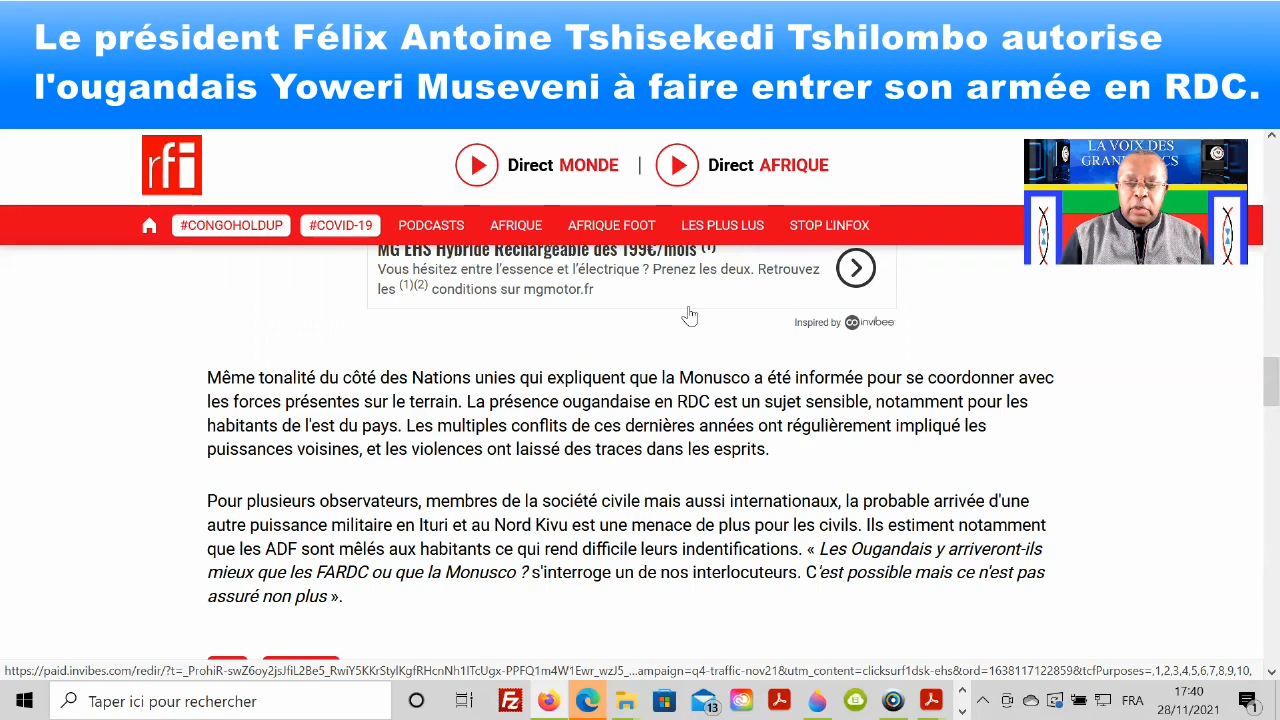 Le président Félix Antoine Tshisekedi Tshilombo autorise
l'ougandais Yoweri Museveni à faire entrer son armée en RDC.
rfi
Direct MONDE | Direct AFRIQUE
LA VOIX DES
#CONGOHOLDUP #COVID-19 PODCASTS AFRIQUE AFRIQUE FOOT LES PLUS LUS STOP L'INFOX
MG EHS Hybride Rechargeable dès 199€/mois (1)
Vous hésitez entre l'essence et l'électrique ? Prenez les deux. Retrouvez
les (1)(2) conditions sur mgmotor.fr
Inspired by invibes
Même tonalité du côté des Nations unies qui expliquent que la Monusco a été informée pour se coordonner avec
les forces présentes sur le terrain. La présence ougandaise en RDC est un sujet sensible, notamment pour les
habitants de l'est du pays. Les multiples conflits de ces dernières années ont régulièrement impliqué les
puissances voisines, et les violences ont laissé des traces dans les esprits.
Pour plusieurs observateurs, membres de la société civile mais aussi internationaux, la probable arrivée d'une
autre puissance militaire en Ituri et au Nord Kivu est une menace de plus pour les civils. Ils estiment notamment
que les ADF sont mêlés aux habitants ce qui rend difficile leurs indentifications. « Les Ougandais y arriveront-ils
mieux que les FARDC ou que la Monusco ? s'interroge un de nos interlocuteurs. C'est possible mais ce n'est pas
assuré non plus ».
Taper ici pour rechercher
13
FRA
17:40
28/11/2021
1